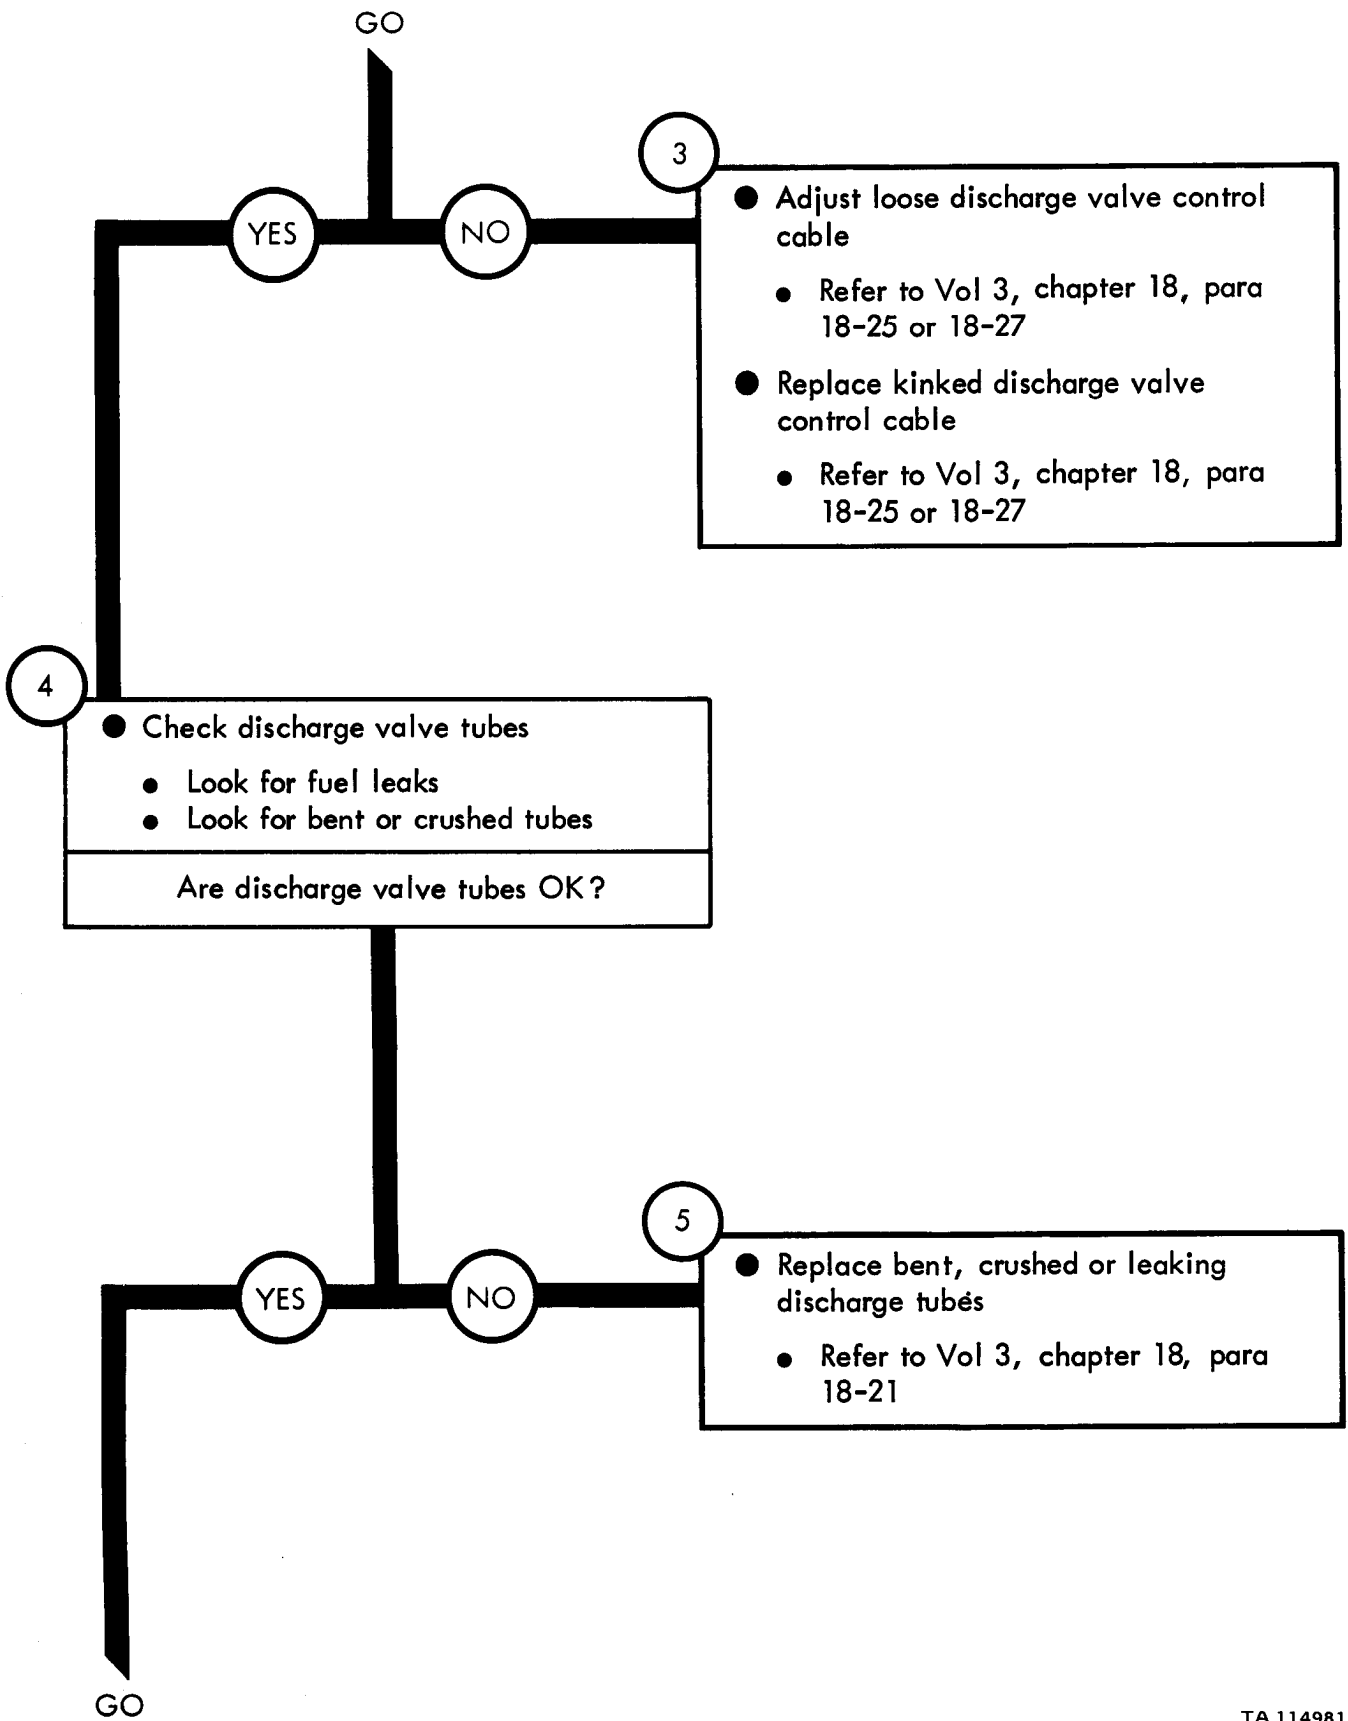 GO
YES
NO
3
● Adjust loose discharge valve control
cable
● Refer to Vol 3, chapter 18, para
18-25 or 18-27
● Replace kinked discharge valve
control cable
● Refer to Vol 3, chapter 18, para
18-25 or 18-27
4
● Check discharge valve tubes
● Look for fuel leaks
● Look for bent or crushed tubes
Are discharge valve tubes OK?
YES
NO
5
● Replace bent, crushed or leaking
discharge tubes
● Refer to Vol 3, chapter 18, para
18-21
GO
TA 114981